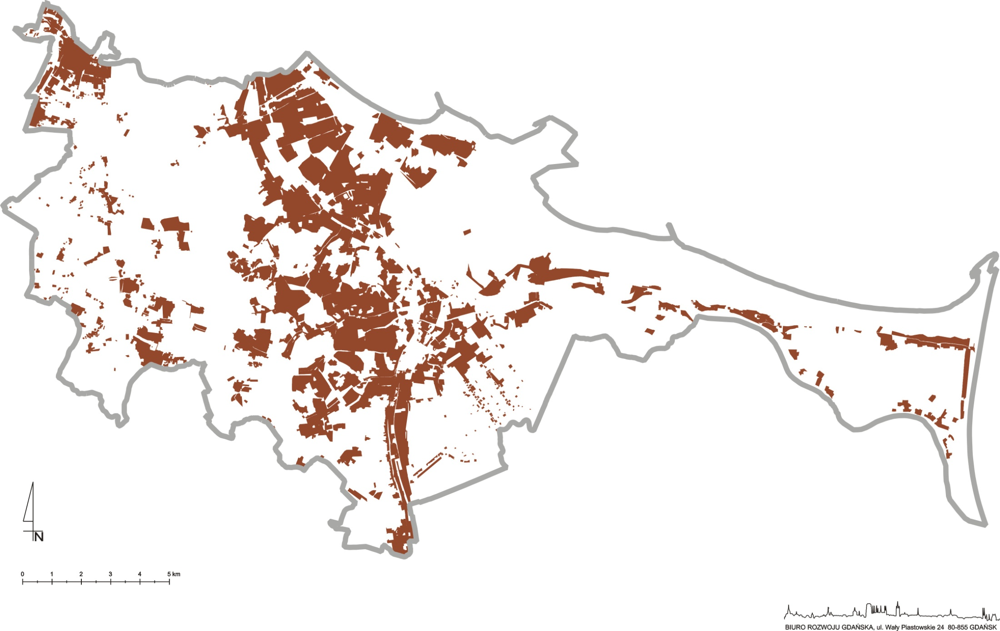 N
0 1 2 3 4 5 km
BIURO ROZWOJU GDAŃSKA, ul. Wały Piastowskie 24 80-855 GDAŃSK